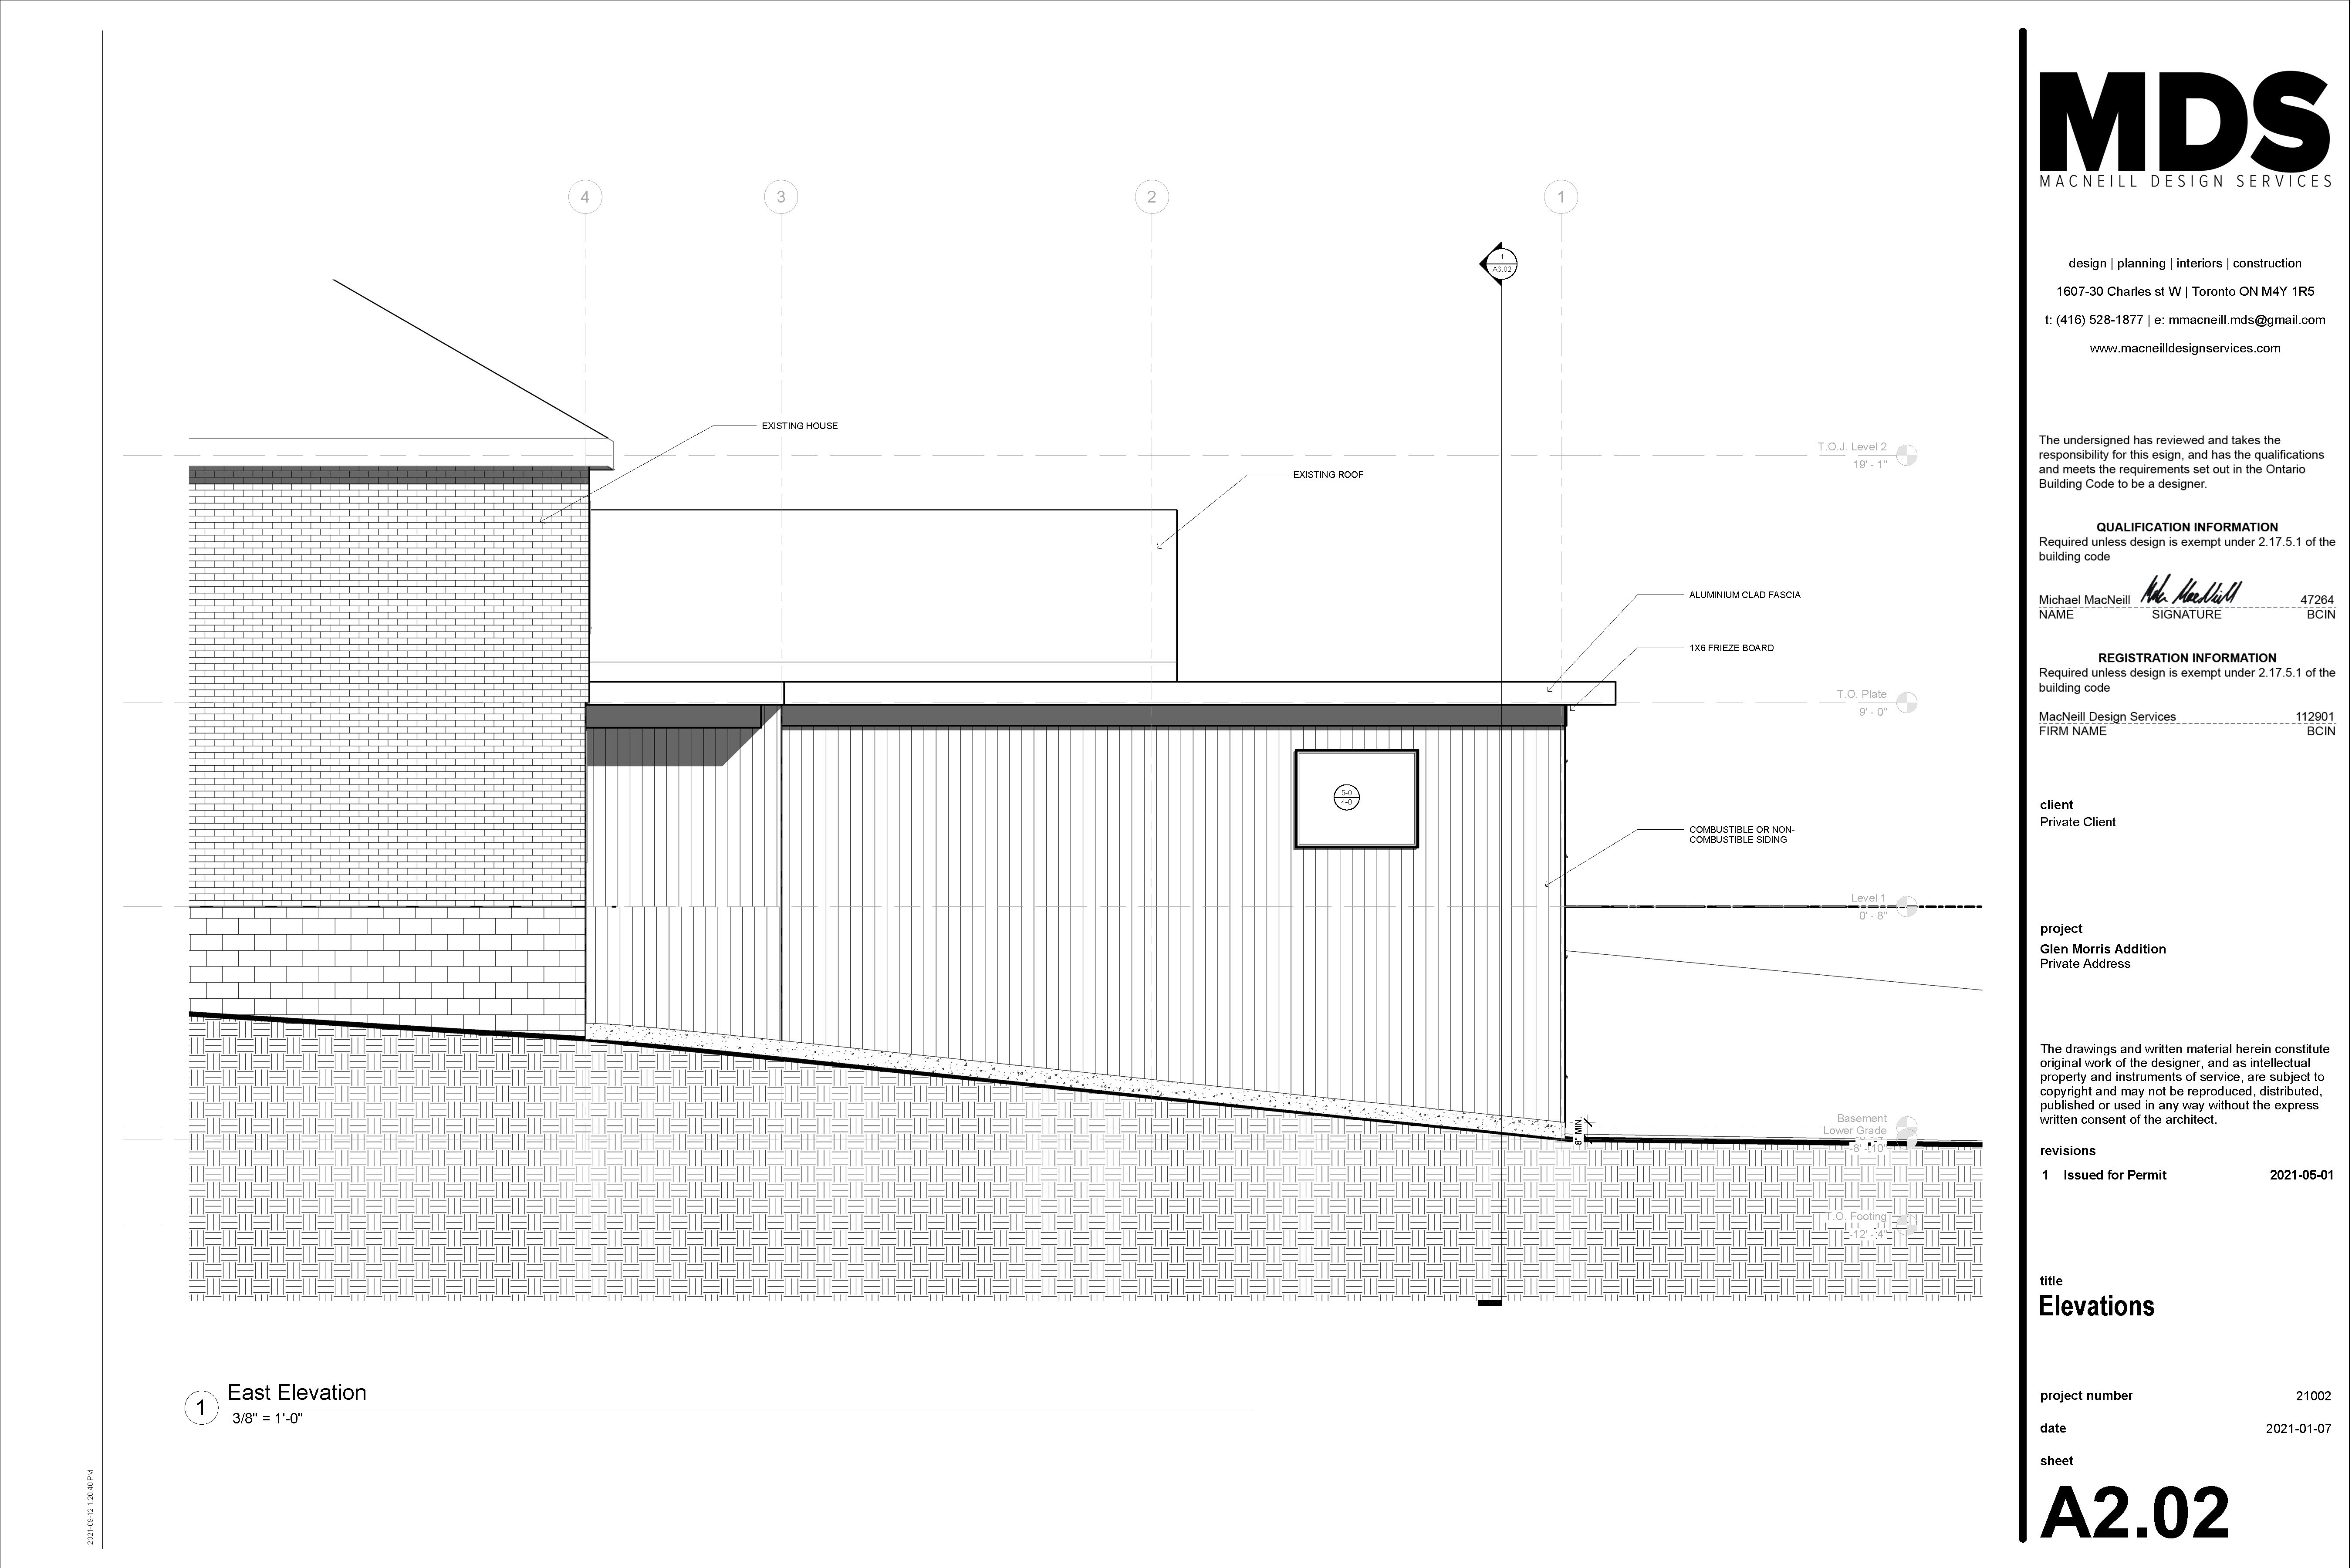 4
3
2
1
1
A3.02
EXISTING HOUSE
EXISTING ROOF
ALUMINIUM CLAD FASCIA
1X6 FRIEZE BOARD
COMBUSTIBLE OR NON-
COMBUSTIBLE SIDING
5-0
4-0
8" MIN.
T.O.J. Level 2
19' - 1"
T.O. Plate
9' - 0"
Level 1
0' - 8"
Basement
Lower Grade
-8' - 10"
T.O. Footing
-12' - 4"
1
East Elevation
3/8" = 1'-0"
2021-09-12 1:20:40 PM
MDS
MACNEILL DESIGN SERVICES
design | planning | interiors | construction
1607-30 Charles st W | Toronto ON M4Y 1R5
t: (416) 528-1877 | e: mmacneill.mds@gmail.com
www.macneilldesignservices.com
The undersigned has reviewed and takes the
responsibility for this esign, and has the qualifications
and meets the requirements set out in the Ontario
Building Code to be a designer.
QUALIFICATION INFORMATION
Required unless design is exempt under 2.17.5.1 of the
building code
Michael MacNeill 47264
NAME SIGNATURE BCIN
REGISTRATION INFORMATION
Required unless design is exempt under 2.17.5.1 of the
building code
MacNeill Design Services 112901
FIRM NAME BCIN
client
Private Client
project
Glen Morris Addition
Private Address
The drawings and written material herein constitute
original work of the designer, and as intellectual
property and instruments of service, are subject to
copyright and may not be reproduced, distributed,
published or used in any way without the express
written consent of the architect.
revisions
1 Issued for Permit 2021-05-01
title
Elevations
project number 21002
date 2021-01-07
sheet
A2.02